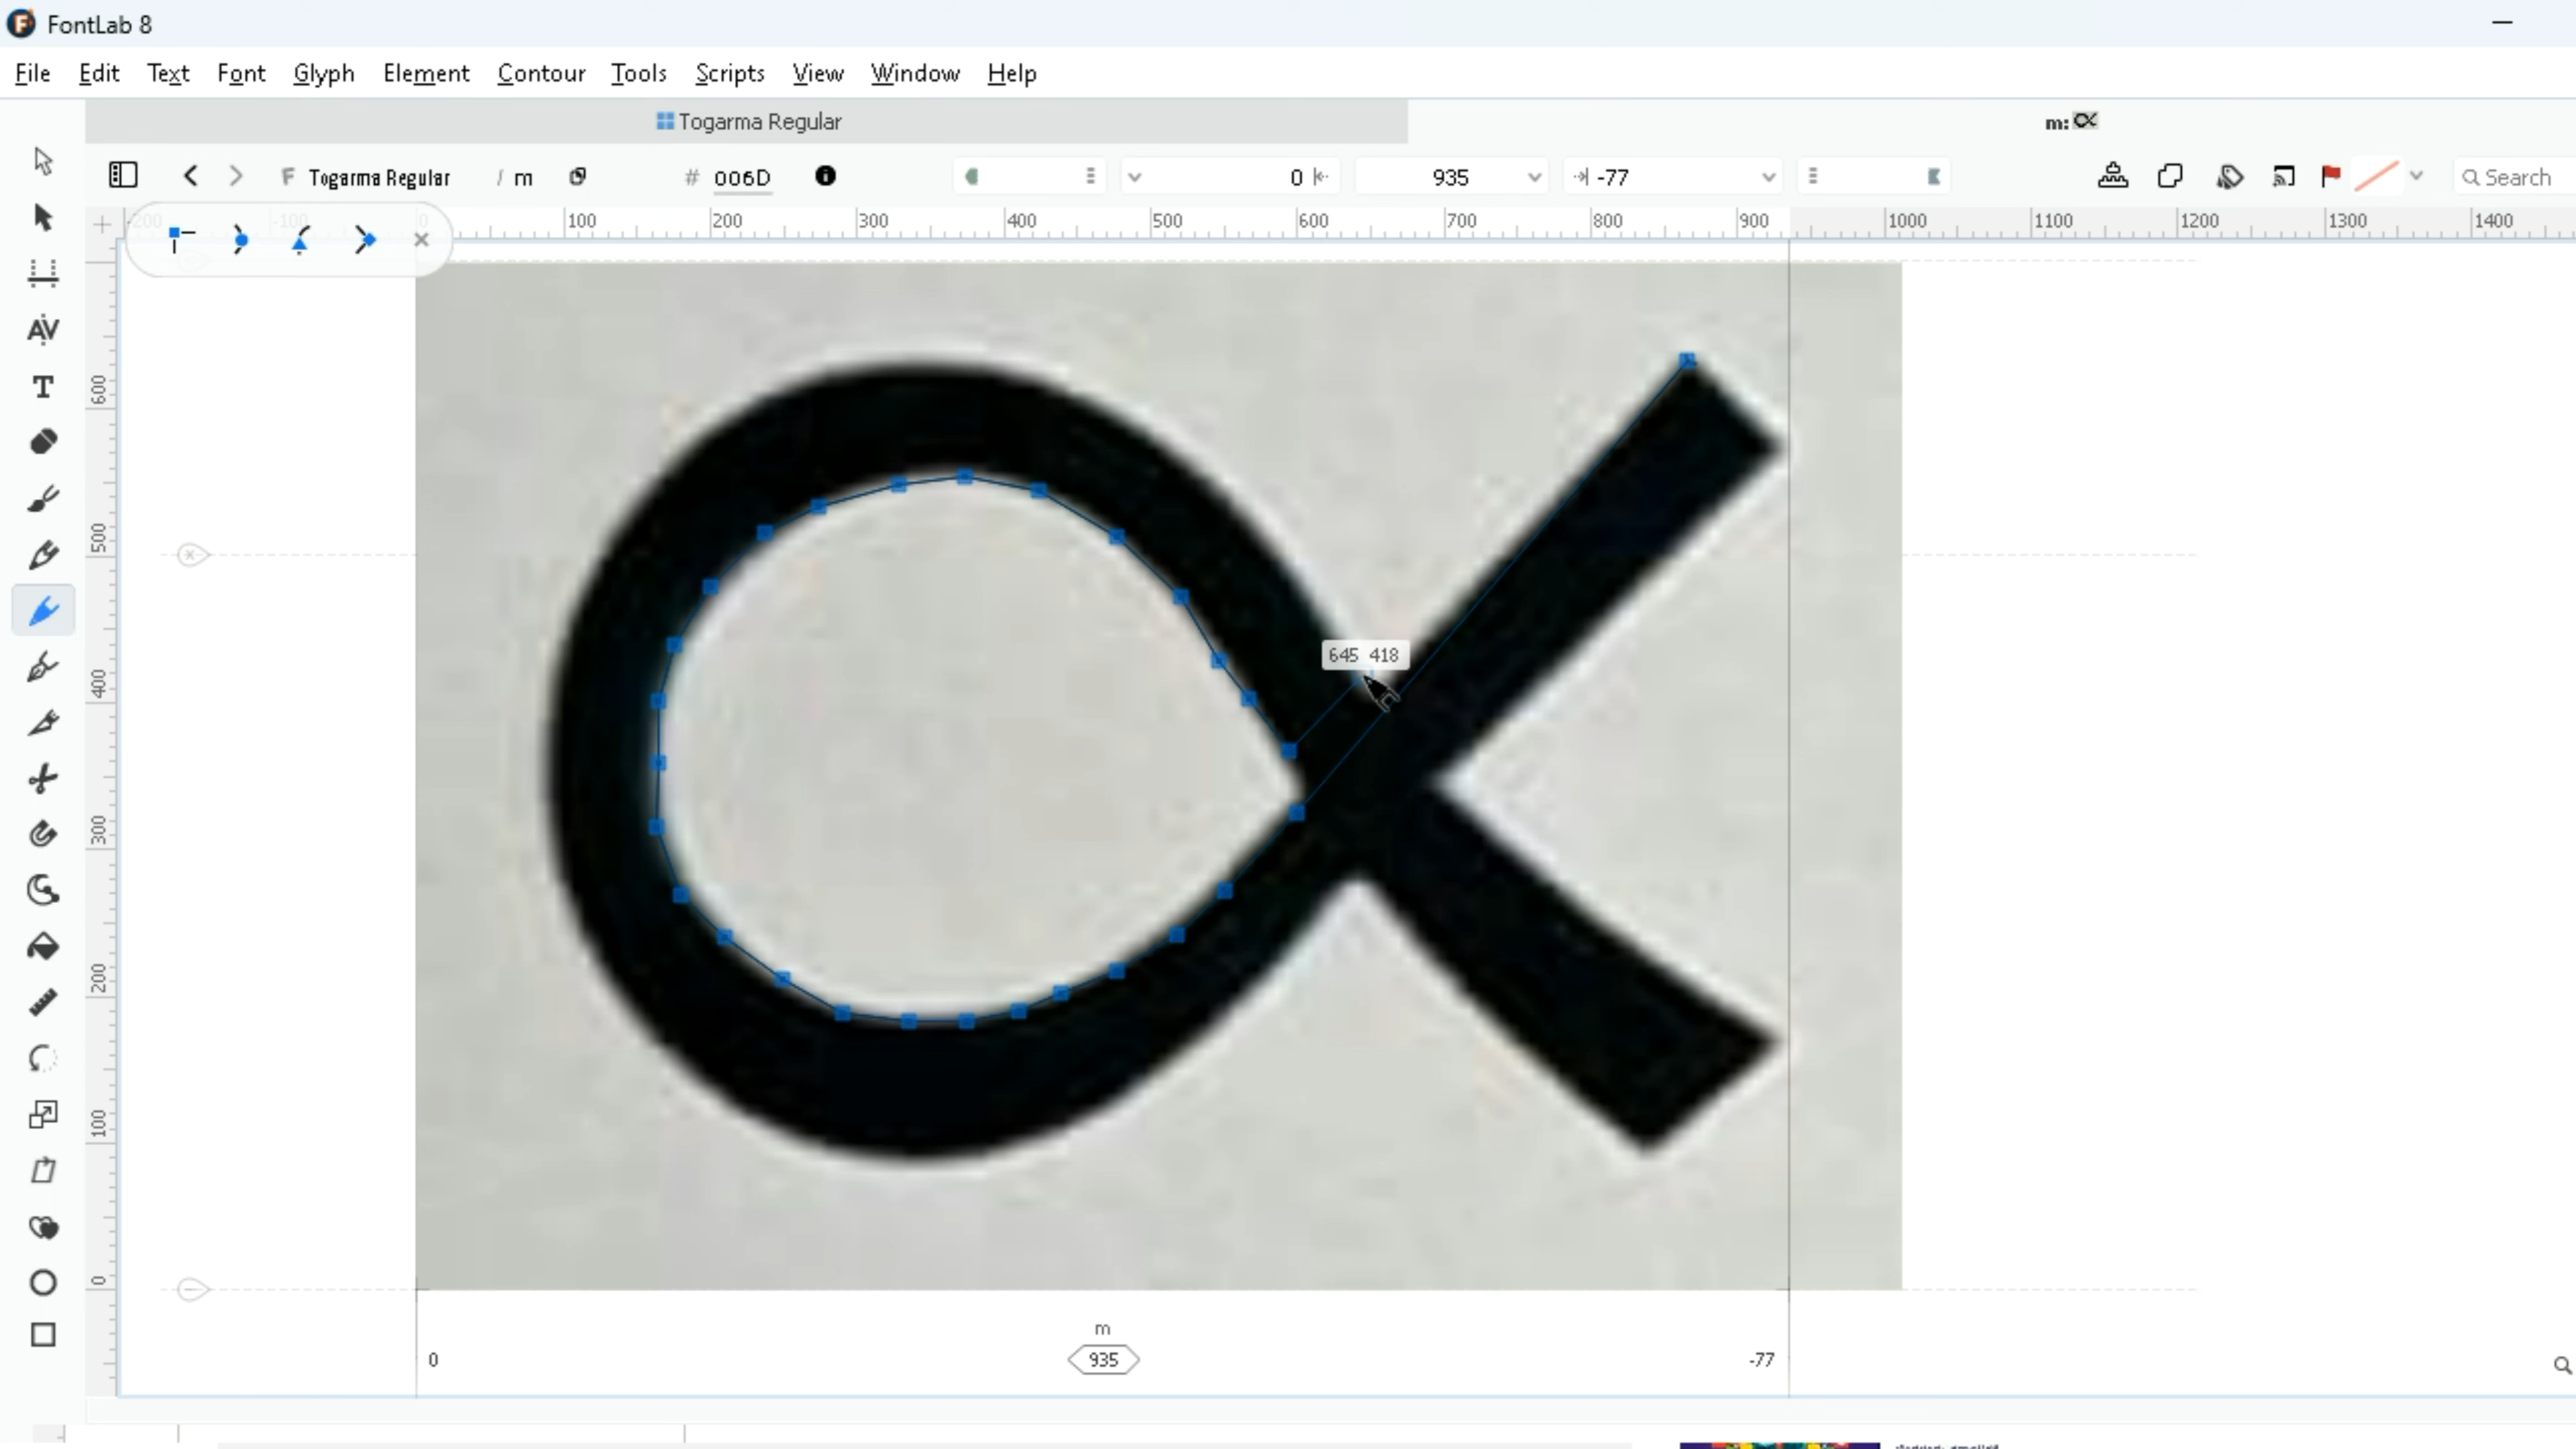 FontLab 8
File Edit Text Font Glyph Element Contour Tools Scripts View Window Help
Togarma Regular
m:
F Togarma Regular / m # 006D 0 935 -77 Search
-200 -100 0 100 200 300 400 500 600 700 800 900 1000 1100 1200 1300 1400
AV
T
600
500
400
300
200
100
0
645 418
m
0 935 -77